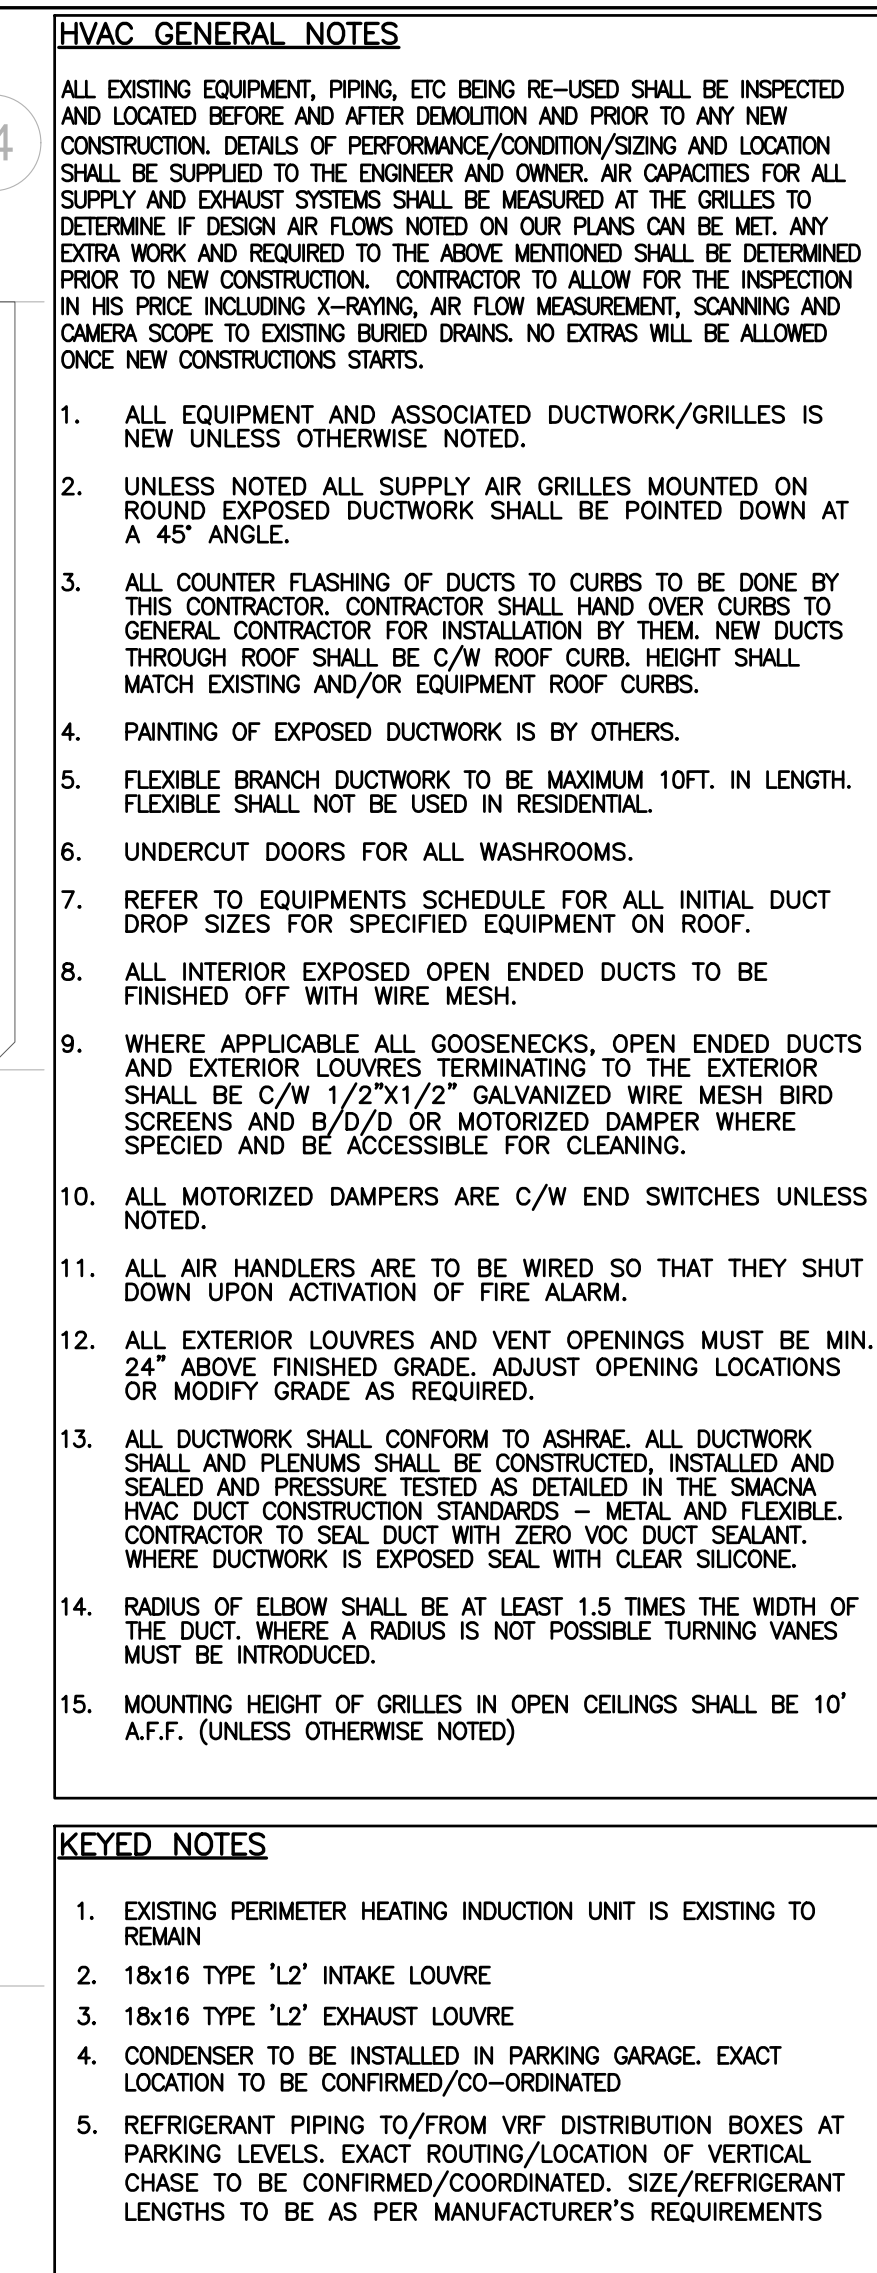 4
HVAC GENERAL NOTES
ALL EXISTING EQUIPMENT, PIPING, ETC BEING RE-USED SHALL BE INSPECTED
AND LOCATED BEFORE AND AFTER DEMOLITION AND PRIOR TO ANY NEW
CONSTRUCTION. DETAILS OF PERFORMANCE/CONDITION/SIZING AND LOCATION
SHALL BE SUPPLIED TO THE ENGINEER AND OWNER. AIR CAPACITIES FOR ALL
SUPPLY AND EXHAUST SYSTEMS SHALL BE MEASURED AT THE GRILLES TO
DETERMINE IF DESIGN AIR FLOWS NOTED ON OUR PLANS CAN BE MET. ANY
EXTRA WORK AND REQUIRED TO THE ABOVE MENTIONED SHALL BE DETERMINED
PRIOR TO NEW CONSTRUCTION. CONTRACTOR TO ALLOW FOR THE INSPECTION
IN HIS PRICE INCLUDING X-RAYING, AIR FLOW MEASUREMENT, SCANNING AND
CAMERA SCOPE TO EXISTING BURIED DRAINS. NO EXTRAS WILL BE ALLOWED
ONCE NEW CONSTRUCTIONS STARTS.
1. ALL EQUIPMENT AND ASSOCIATED DUCTWORK/GRILLES IS
NEW UNLESS OTHERWISE NOTED.
2. UNLESS NOTED ALL SUPPLY AIR GRILLES MOUNTED ON
ROUND EXPOSED DUCTWORK SHALL BE POINTED DOWN AT
A 45° ANGLE.
3. ALL COUNTER FLASHING OF DUCTS TO CURBS TO BE DONE BY
THIS CONTRACTOR. CONTRACTOR SHALL HAND OVER CURBS TO
GENERAL CONTRACTOR FOR INSTALLATION BY THEM. NEW DUCTS
THROUGH ROOF SHALL BE C/W ROOF CURB. HEIGHT SHALL
MATCH EXISTING AND/OR EQUIPMENT ROOF CURBS.
4. PAINTING OF EXPOSED DUCTWORK IS BY OTHERS.
5. FLEXIBLE BRANCH DUCTWORK TO BE MAXIMUM 10FT. IN LENGTH.
FLEXIBLE SHALL NOT BE USED IN RESIDENTIAL.
6. UNDERCUT DOORS FOR ALL WASHROOMS.
7. REFER TO EQUIPMENTS SCHEDULE FOR ALL INITIAL DUCT
DROP SIZES FOR SPECIFIED EQUIPMENT ON ROOF.
8. ALL INTERIOR EXPOSED OPEN ENDED DUCTS TO BE
FINISHED OFF WITH WIRE MESH.
9. WHERE APPLICABLE ALL GOOSENECKS, OPEN ENDED DUCTS
AND EXTERIOR LOUVRES TERMINATING TO THE EXTERIOR
SHALL BE C/W 1/2"X1/2" GALVANIZED WIRE MESH BIRD
SCREENS AND B/D/D OR MOTORIZED DAMPER WHERE
SPECIED AND BE ACCESSIBLE FOR CLEANING.
10. ALL MOTORIZED DAMPERS ARE C/W END SWITCHES UNLESS
NOTED.
11. ALL AIR HANDLERS ARE TO BE WIRED SO THAT THEY SHUT
DOWN UPON ACTIVATION OF FIRE ALARM.
12. ALL EXTERIOR LOUVRES AND VENT OPENINGS MUST BE MIN.
24" ABOVE FINISHED GRADE. ADJUST OPENING LOCATIONS
OR MODIFY GRADE AS REQUIRED.
13. ALL DUCTWORK SHALL CONFORM TO ASHRAE. ALL DUCTWORK
SHALL AND PLENUMS SHALL BE CONSTRUCTED, INSTALLED AND
SEALED AND PRESSURE TESTED AS DETAILED IN THE SMACNA
HVAC DUCT CONSTRUCTION STANDARDS – METAL AND FLEXIBLE.
CONTRACTOR TO SEAL DUCT WITH ZERO VOC DUCT SEALANT.
WHERE DUCTWORK IS EXPOSED SEAL WITH CLEAR SILICONE.
14. RADIUS OF ELBOW SHALL BE AT LEAST 1.5 TIMES THE WIDTH OF
THE DUCT. WHERE A RADIUS IS NOT POSSIBLE TURNING VANES
MUST BE INTRODUCED.
15. MOUNTING HEIGHT OF GRILLES IN OPEN CEILINGS SHALL BE 10'
A.F.F. (UNLESS OTHERWISE NOTED)
KEYED NOTES
1. EXISTING PERIMETER HEATING INDUCTION UNIT IS EXISTING TO
REMAIN
2. 18x16 TYPE 'L2' INTAKE LOUVRE
3. 18x16 TYPE 'L2' EXHAUST LOUVRE
4. CONDENSER TO BE INSTALLED IN PARKING GARAGE. EXACT
LOCATION TO BE CONFIRMED/CO-ORDINATED
5. REFRIGERANT PIPING TO/FROM VRF DISTRIBUTION BOXES AT
PARKING LEVELS. EXACT ROUTING/LOCATION OF VERTICAL
CHASE TO BE CONFIRMED/COORDINATED. SIZE/REFRIGERANT
LENGTHS TO BE AS PER MANUFACTURER'S REQUIREMENTS